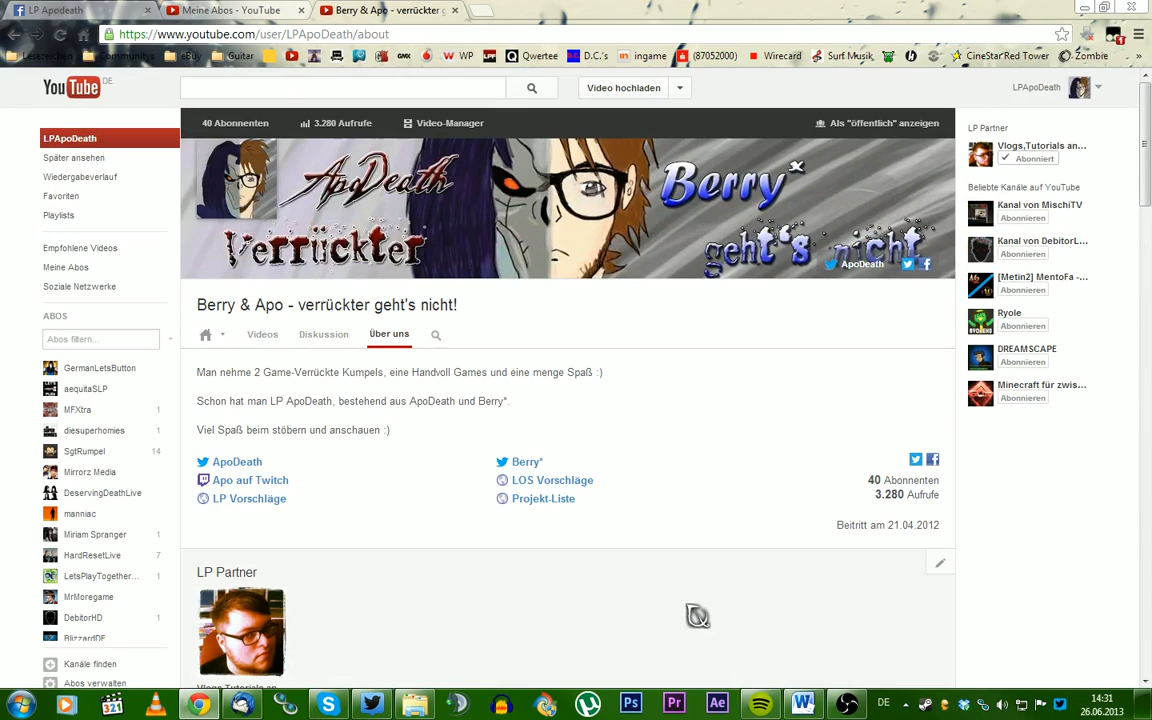 LP Apodeath
Meine Abos - YouTube
Berry & Apo - verrückter g
https://www.youtube.com/user/LPApoDeath/about
Lesezeichen
Communitys
eBuy
Guitar
GMX
WP
Qwertee
D.C.'s
ingame
(87052000)
Wirecard
Surf Musik
CineStar Red Tower
Zombie
YouTube DE
Video hochladen
LPApoDeath
40 Abonnenten
3.280 Aufrufe
Video-Manager
Als "öffentlich" anzeigen
ApoDeath
Berry*
Verrückter
geht's nicht
ApoDeath
LPApoDeath
Später ansehen
Wiedergabeverlauf
Favoriten
Playlists
Empfohlene Videos
Meine Abos
Soziale Netzwerke
ABOS
Abos filtern...
GermanLetsButton
aequitaSLP
MFXtra 1
diesuperhomies 1
SgtRumpel 14
Mirrorz Media
DeservingDeathLive
manniac
Miriam Spranger 1
HardResetLive 7
LetsPlayTogether... 1
MrMoregame
DebitorHD 1
BlizzardDE
Kanäle finden
Abos verwalten
Berry & Apo - verrückter geht's nicht!
Videos
Diskussion
Über uns
Man nehme 2 Game-Verrückte Kumpels, eine Handvoll Games und eine menge Spaß :)
Schon hat man LP ApoDeath, bestehend aus ApoDeath und Berry*.
Viel Spaß beim stöbern und anschauen :)
ApoDeath
Apo auf Twitch
LP Vorschläge
Berry*
LOS Vorschläge
Projekt-Liste
40 Abonnenten
3.280 Aufrufe
Beitritt am 21.04.2012
LP Partner
LP Partner
Vlogs,Tutorials an...
Abonniert
Beliebte Kanäle auf YouTube
Kanal von MischiTV
Abonnieren
Kanal von DebitorL...
Abonnieren
[Metin2] MentoFa -...
Abonnieren
Ryole
Abonnieren
DREAMSCAPE
Abonnieren
Minecraft für zwis...
Abonnieren
321
Ps
Pr
Ae
DE
14:31
26.06.2013